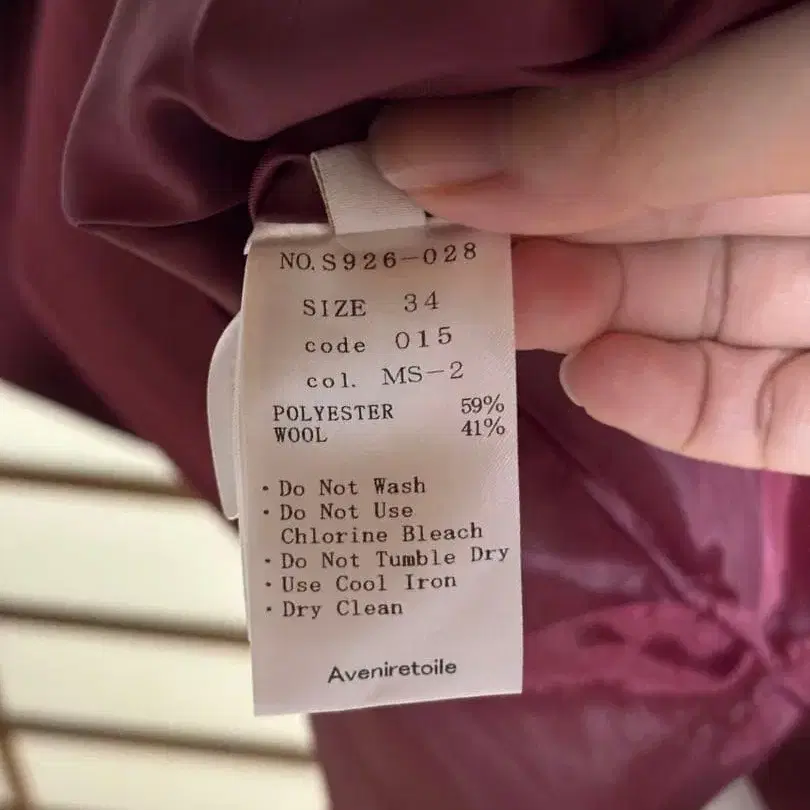 NO. S926-028
SIZE 34
code 015
col. MS-2
POLYESTER 59%
WOOL 41%
・Do Not Wash
・Do Not Use
Chlorine Bleach
・Do Not Tumble Dry
・Use Cool Iron
・Dry Clean
Aveniretoile